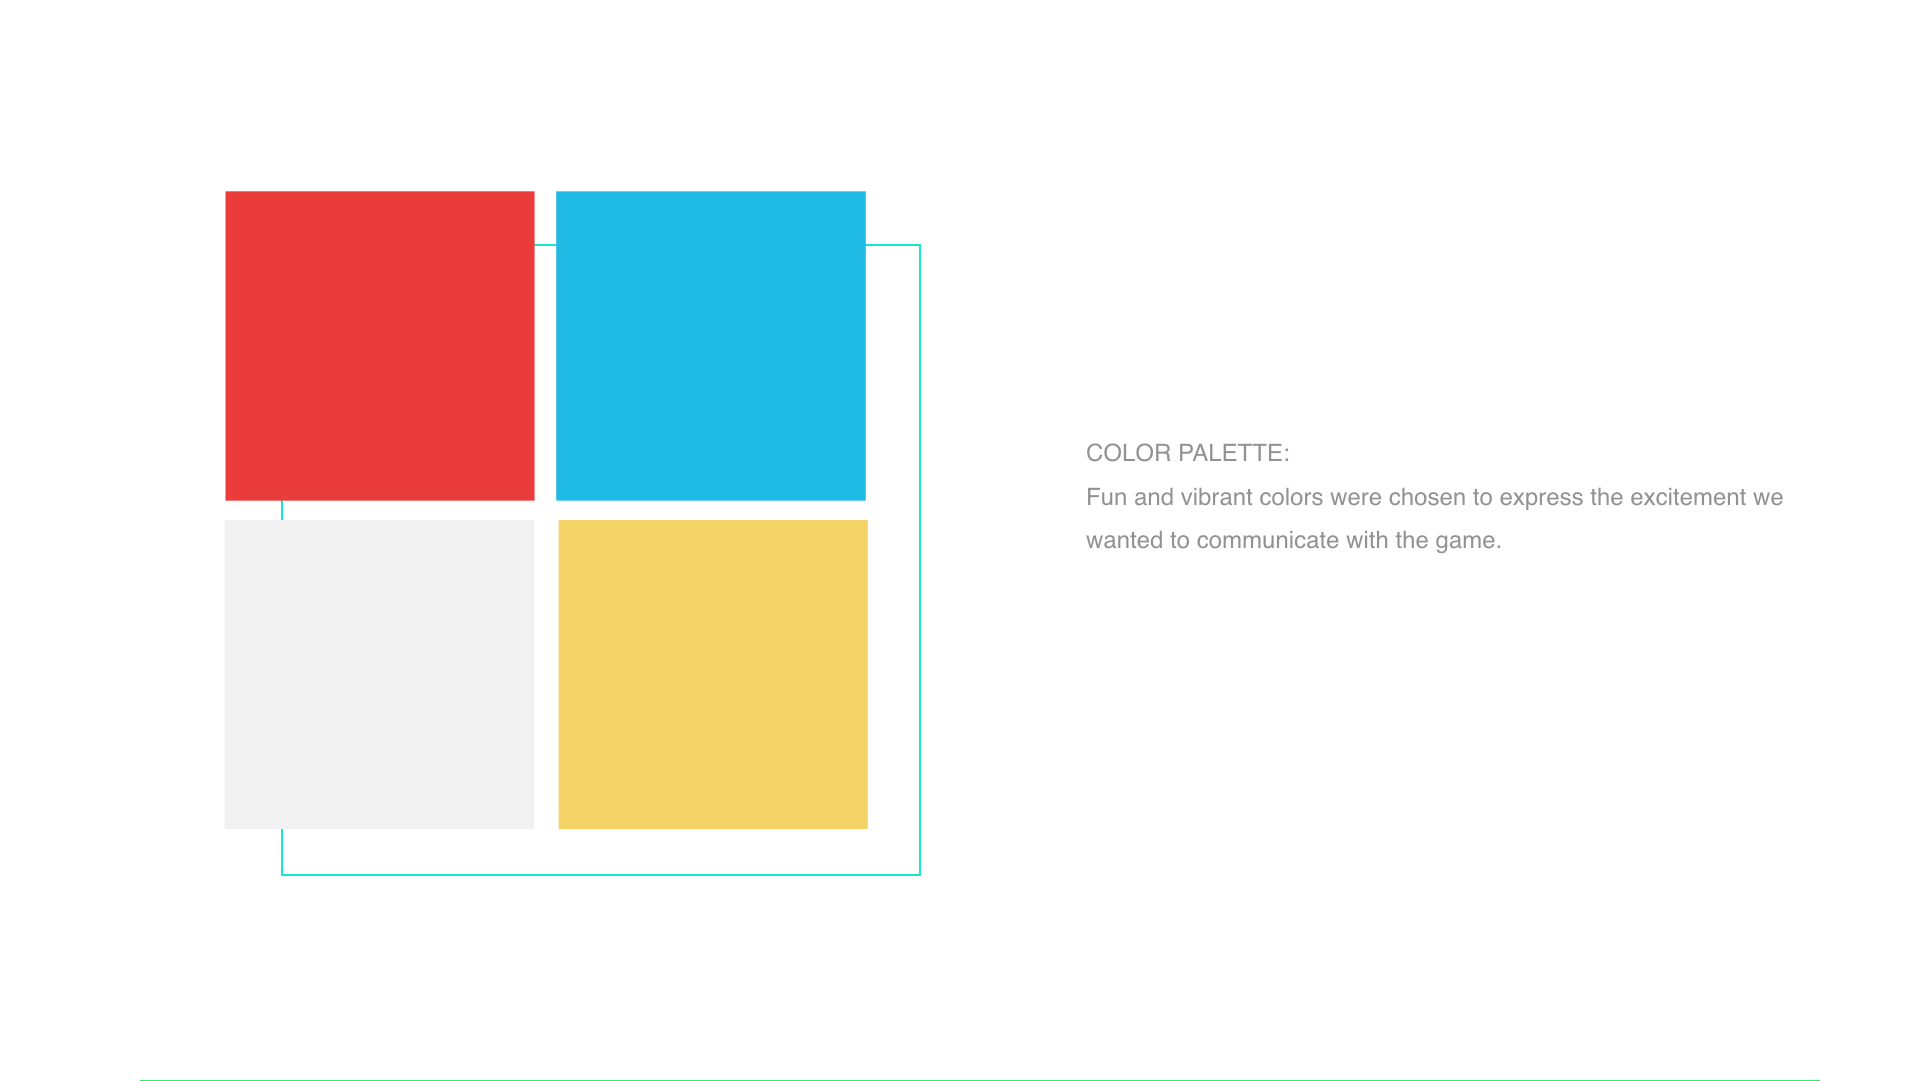 COLOR PALETTE:
Fun and vibrant colors were chosen to express the excitement we
wanted to communicate with the game.